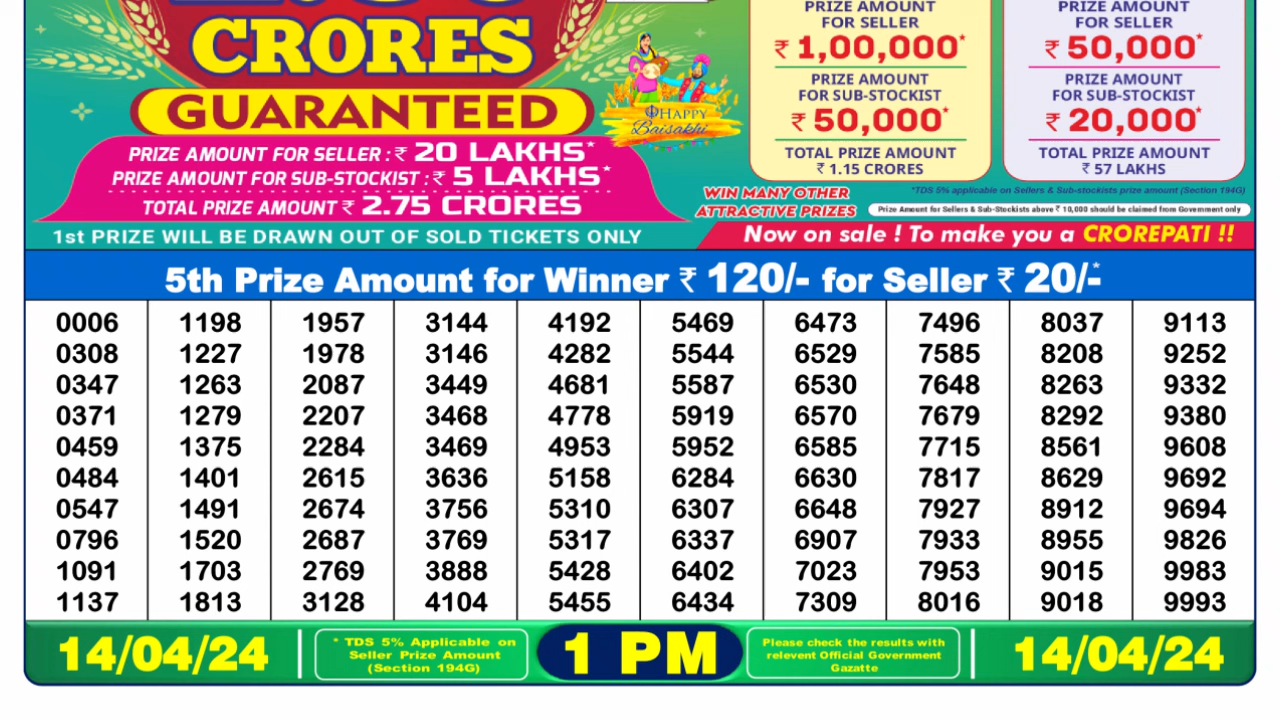 CRORES
GUARANTEED
PRIZE AMOUNT FOR SELLER : ₹ 20 LAKHS*
PRIZE AMOUNT FOR SUB-STOCKIST : ₹ 5 LAKHS*
TOTAL PRIZE AMOUNT ₹ 2.75 CRORES
1st PRIZE WILL BE DRAWN OUT OF SOLD TICKETS ONLY
HAPPY
Baisakhi
PRIZE AMOUNT
FOR SELLER
₹ 1,00,000*
PRIZE AMOUNT
FOR SUB-STOCKIST
₹ 50,000*
TOTAL PRIZE AMOUNT
₹ 1.15 CRORES
PRIZE AMOUNT
FOR SELLER
₹ 50,000*
PRIZE AMOUNT
FOR SUB-STOCKIST
₹ 20,000*
TOTAL PRIZE AMOUNT
₹ 57 LAKHS
WIN MANY OTHER
ATTRACTIVE PRIZES
*TDS 5% applicable on Sellers & Sub-stockists prize amount (Section 194G)
Prize Amount for Sellers & Sub-Stockists above ₹ 10,000 should be claimed from Government only
Now on sale ! To make you a CROREPATI !!
5th Prize Amount for Winner ₹ 120/- for Seller ₹ 20/-*
0006 1198 1957 3144 4192 5469 6473 7496 8037 9113
0308 1227 1978 3146 4282 5544 6529 7585 8208 9252
0347 1263 2087 3449 4681 5587 6530 7648 8263 9332
0371 1279 2207 3468 4778 5919 6570 7679 8292 9380
0459 1375 2284 3469 4953 5952 6585 7715 8561 9608
0484 1401 2615 3636 5158 6284 6630 7817 8629 9692
0547 1491 2674 3756 5310 6307 6648 7927 8912 9694
0796 1520 2687 3769 5317 6337 6907 7933 8955 9826
1091 1703 2769 3888 5428 6402 7023 7953 9015 9983
1137 1813 3128 4104 5455 6434 7309 8016 9018 9993
14/04/24
* TDS 5% Applicable on
Seller Prize Amount
(Section 194G)
1 PM
Please check the results with
relevent Official Government
Gazatte
14/04/24